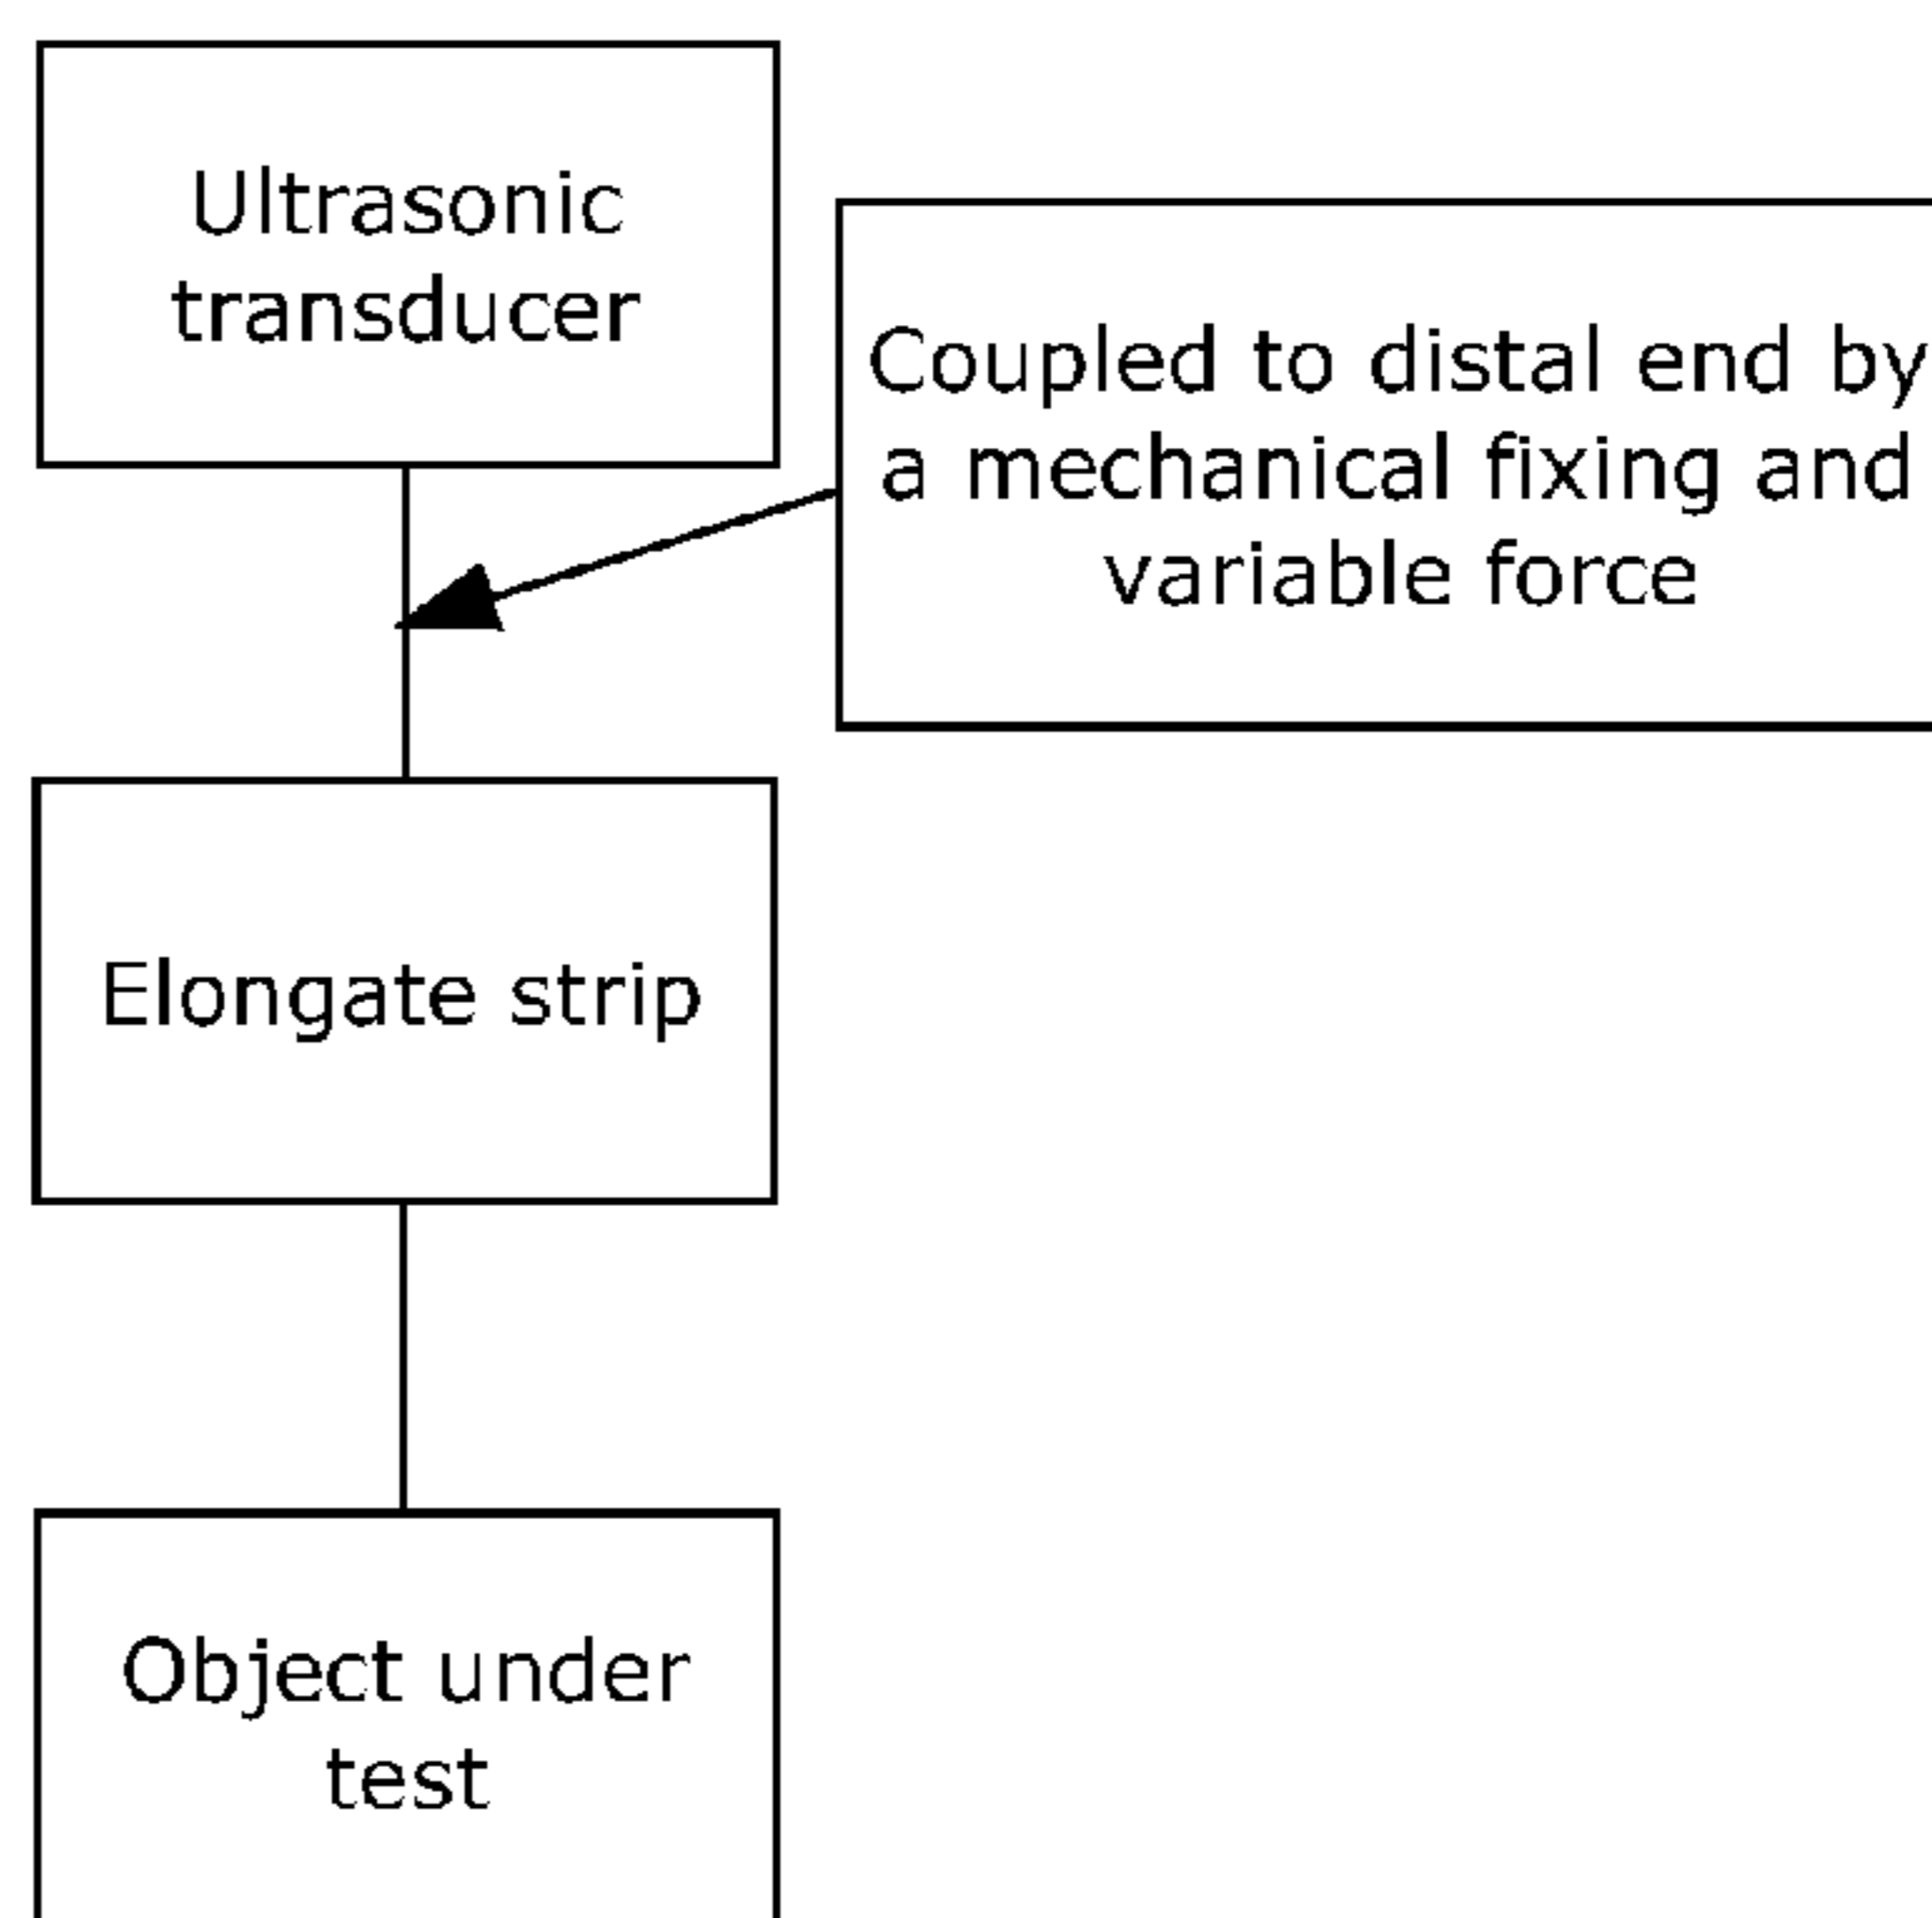 Ultrasonic
transducer
Coupled to distal end by
a mechanical fixing and
variable force
Elongate strip
Object under
test